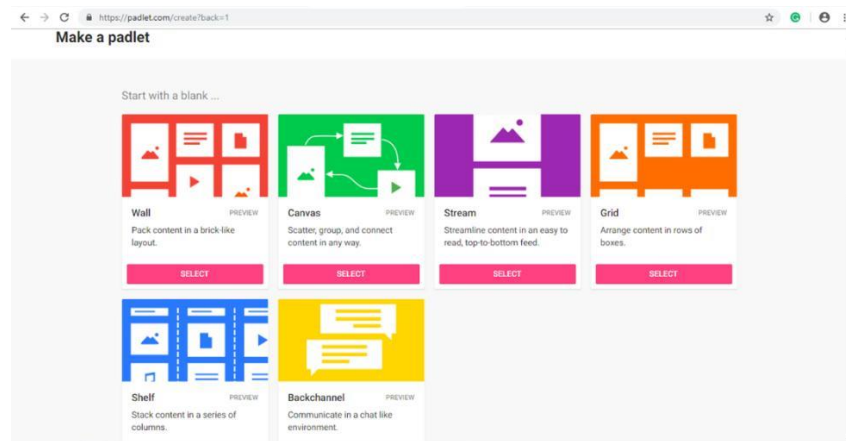 https://padlet.com/create?back=1
Make a padlet
Start with a blank ...
Wall PREVIEW
Pack content in a brick-like
layout.
SELECT
Canvas PREVIEW
Scatter, group, and connect
content in any way.
SELECT
Stream PREVIEW
Streamline content in an easy to
read, top-to-bottom feed.
SELECT
Grid PREVIEW
Arrange content in rows of
boxes.
SELECT
Shelf PREVIEW
Stack content in a series of
columns.
Backchannel PREVIEW
Communicate in a chat like
environment.